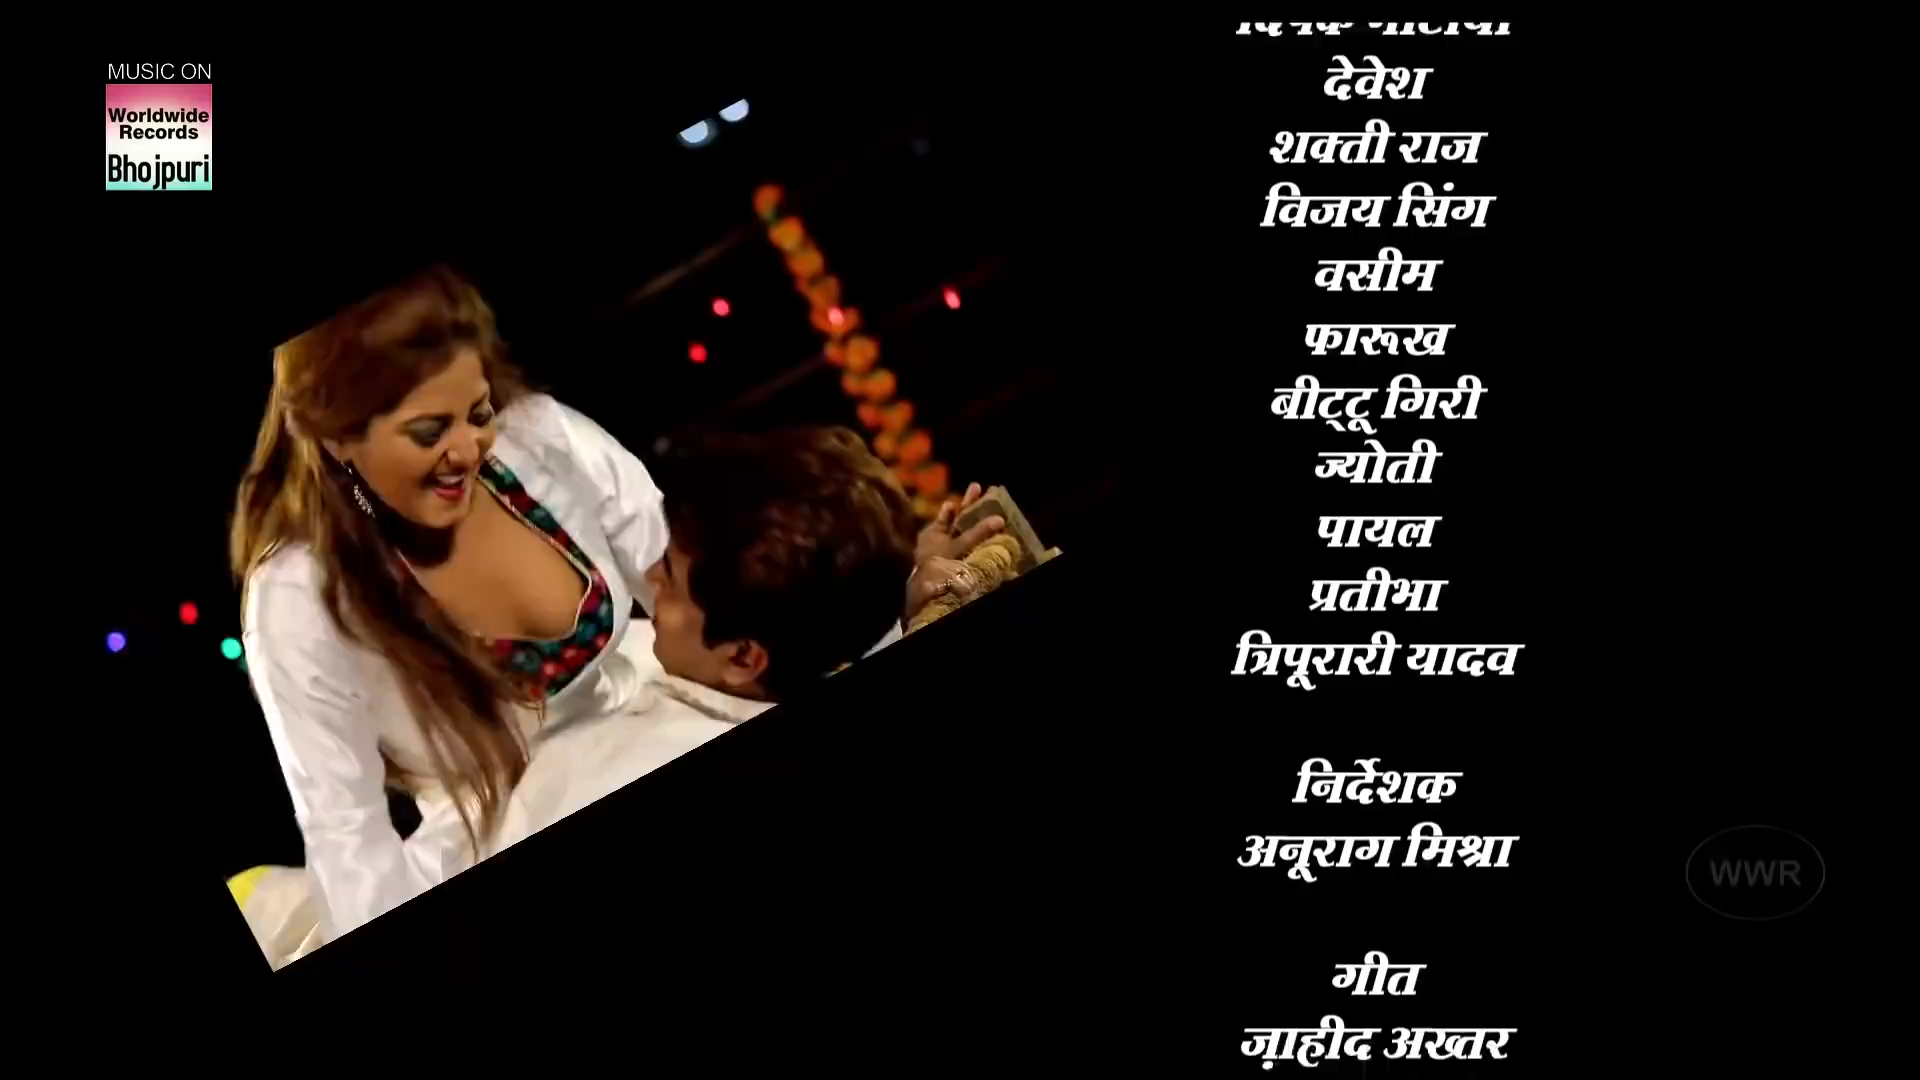 MUSIC ON
Worldwide
Records
Bhojpuri
देवेश
शक्ती राज
विजय सिंग
वसीम
फारूख
बीट्टू गिरी
ज्योती
पायल
प्रतीभा
त्रिपूरारी यादव
निर्देशक
अनूराग मिश्रा
गीत
ज़ाहीद अख्तर
WWR